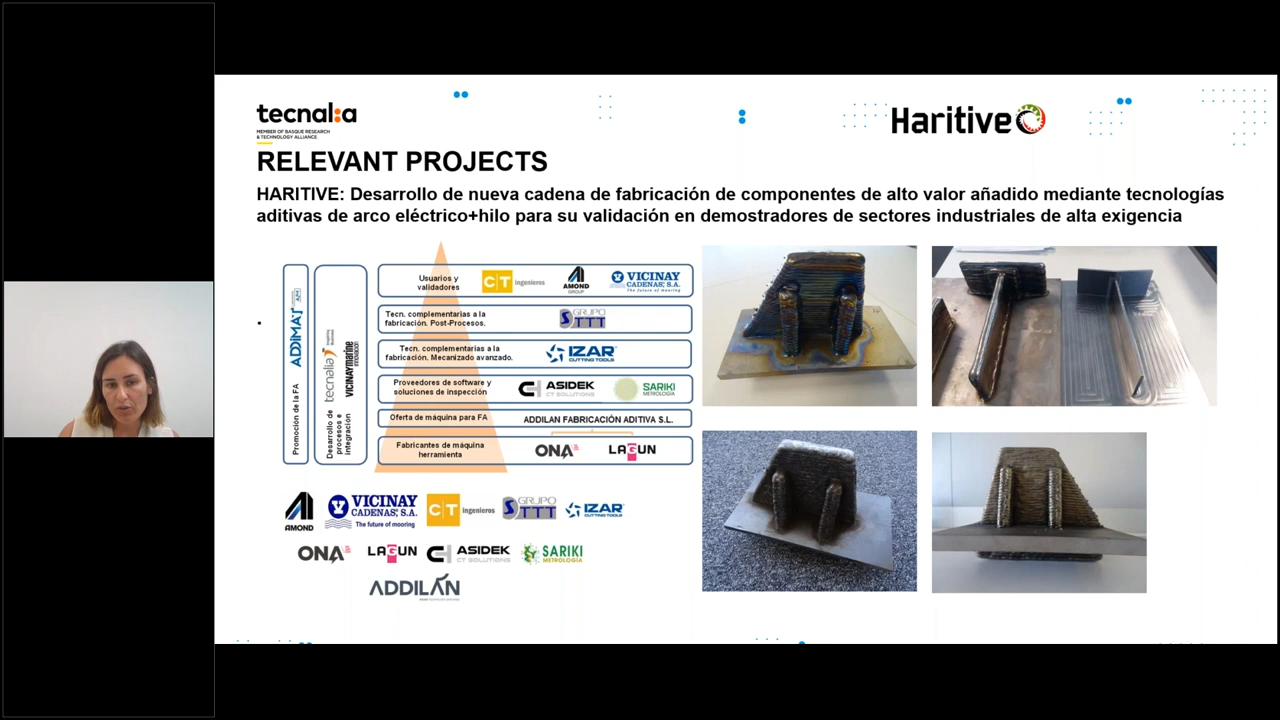 tecnal:a
MEMBER OF BASQUE RESEARCH
& TECHNOLOGY ALLIANCE
Haritive
RELEVANT PROJECTS
HARITIVE: Desarrollo de nueva cadena de fabricación de componentes de alto valor añadido mediante tecnologías
aditivas de arco eléctrico+hilo para su validación en demostradores de sectores industriales de alta exigencia
Promoción de la FA
ADDIMAT
Desarrollo de
procesos e
integración
tecnalia
VICINAYmarine
innovación
Usuarios y
validadores
CT ingenieros
AMOND
GROUP
VICINAY
CADENAS, S.A.
The future of mooring
Tecn. complementarias a la
fabricación. Post-Procesos.
GRUPO
TTT
Tecn. complementarias a la
fabricación. Mecanizado avanzado.
IZAR
CUTTING TOOLS
Proveedores de software y
soluciones de inspección
ASIDEK
CT SOLUTIONS
SARIKI
METROLOGÍA
Oferta de máquina para FA
ADDILAN FABRICACIÓN ADITIVA S.L.
Fabricantes de máquina
herramienta
ONA
LAGUN
AMOND
VICINAY
CADENAS, S.A.
The future of mooring
CT ingenieros
GRUPO
TTT
IZAR
CUTTING TOOLS
ONA
LAGUN
ASIDEK
CT SOLUTIONS
SARIKI
METROLOGÍA
ADDILÁN